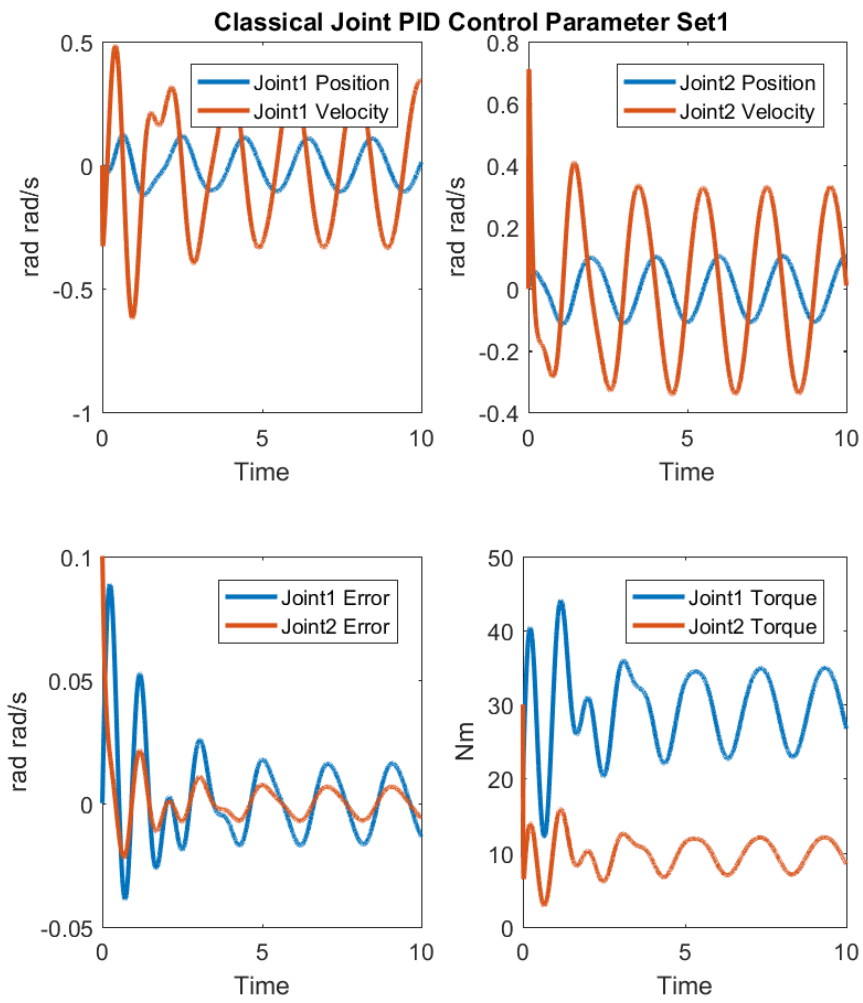 Classical Joint PID Control Parameter Set1
0.5
0
-0.5
-1
rad rad/s
Joint1 Position
Joint1 Velocity
0
5
10
Time
0.8
0.6
0.4
0.2
0
-0.2
-0.4
rad rad/s
Joint2 Position
Joint2 Velocity
0
5
10
Time
0.1
0.05
0
-0.05
rad rad/s
Joint1 Error
Joint2 Error
0
5
10
Time
50
40
30
20
10
0
Nm
Joint1 Torque
Joint2 Torque
0
5
10
Time